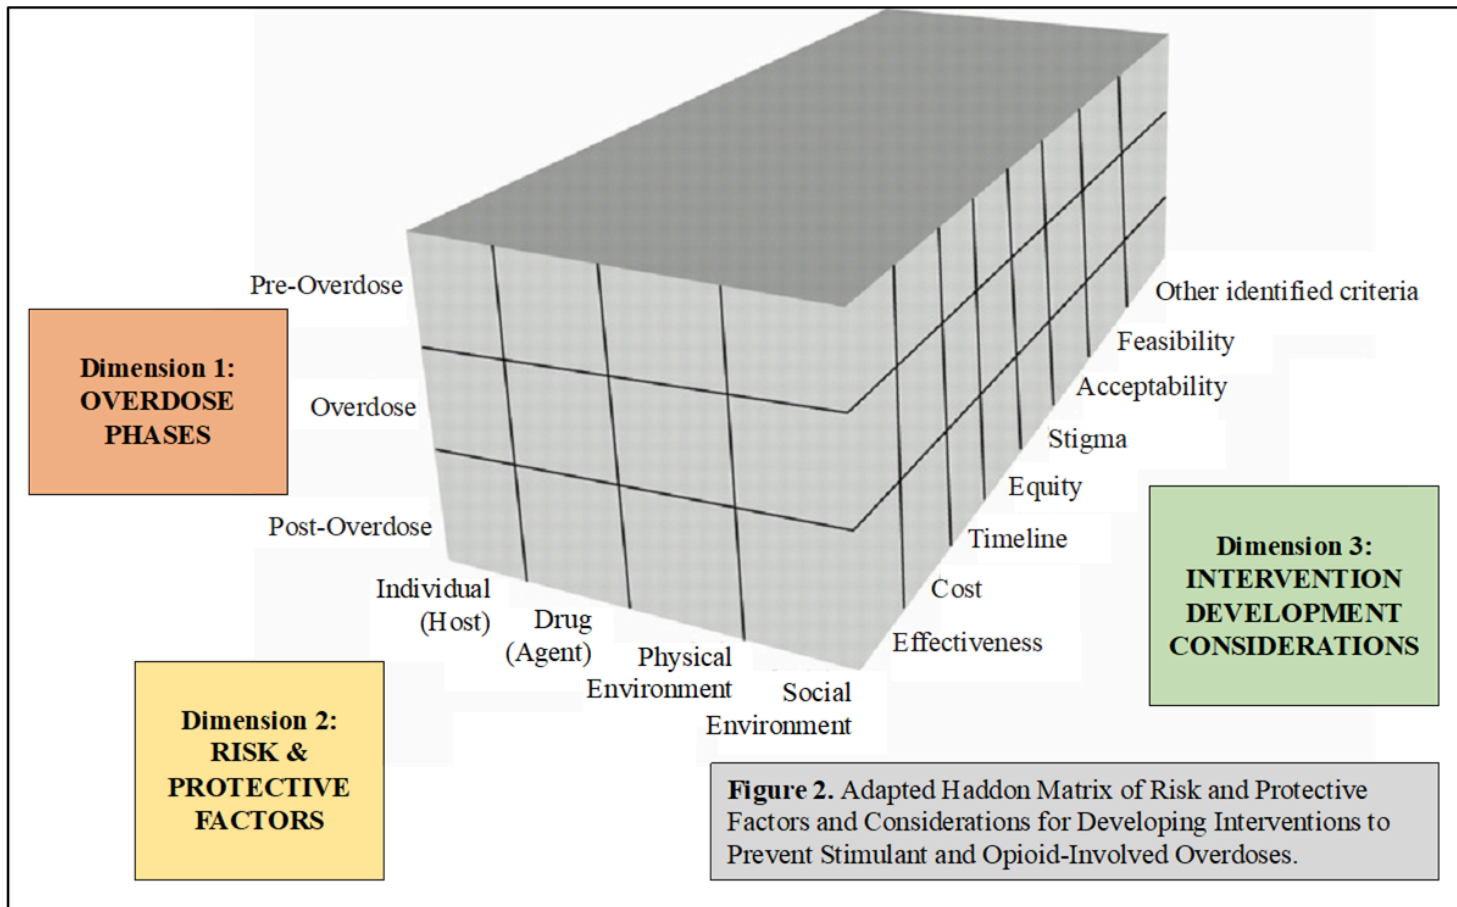 Pre-Overdose
Overdose
Post-Overdose
Dimension 1:
OVERDOSE
PHASES
Individual
(Host)
Drug
(Agent)
Physical
Environment
Social
Environment
Dimension 2:
RISK &
PROTECTIVE
FACTORS
Other identified criteria
Feasibility
Acceptability
Stigma
Equity
Timeline
Cost
Effectiveness
Dimension 3:
INTERVENTION
DEVELOPMENT
CONSIDERATIONS
Figure 2. Adapted Haddon Matrix of Risk and Protective
Factors and Considerations for Developing Interventions to
Prevent Stimulant and Opioid-Involved Overdoses.